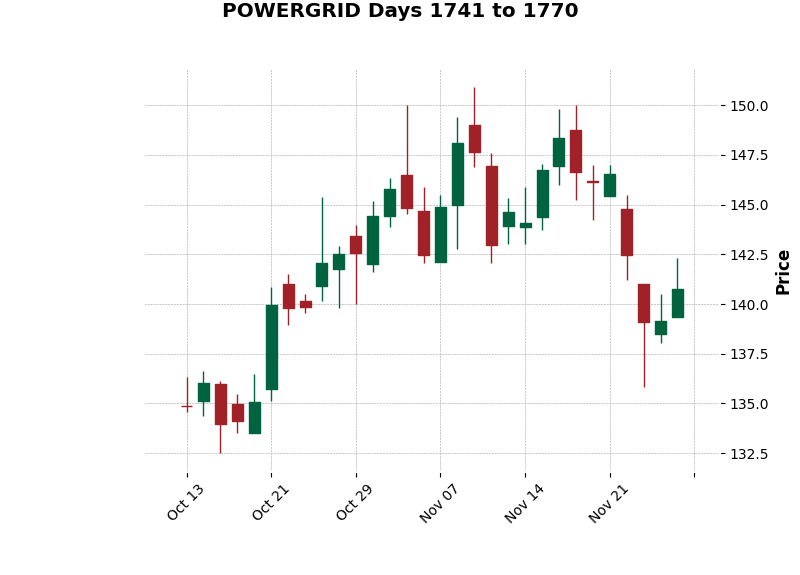 POWERGRID Days 1741 to 1770
150.0
147.5
145.0
142.5
140.0
137.5
135.0
132.5
Price
Oct 13
Oct 21
Oct 29
Nov 07
Nov 14
Nov 21